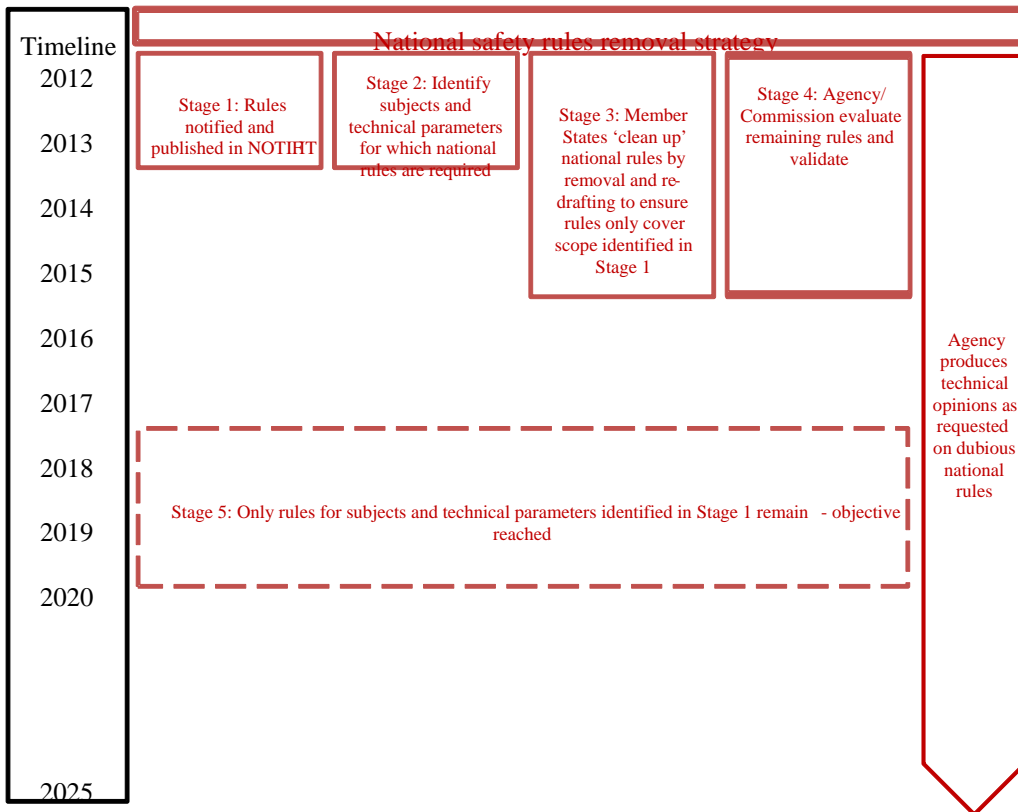 Timeline
2012
2013
2014
2015
2016
2017
2018
2019
2020
2025
National safety rules removal strategy
Stage 1: Rules
notified and
published in NOTIHT
Stage 2: Identify
subjects and
technical parameters
for which national
rules are required
Stage 3: Member
States ‘clean up’
national rules by
removal and re-
drafting to ensure
rules only cover
scope identified in
Stage 1
Stage 4: Agency/
Commission evaluate
remaining rules and
validate
Agency
produces
technical
opinions as
requested
on dubious
national
rules
Stage 5: Only rules for subjects and technical parameters identified in Stage 1 remain - objective
reached